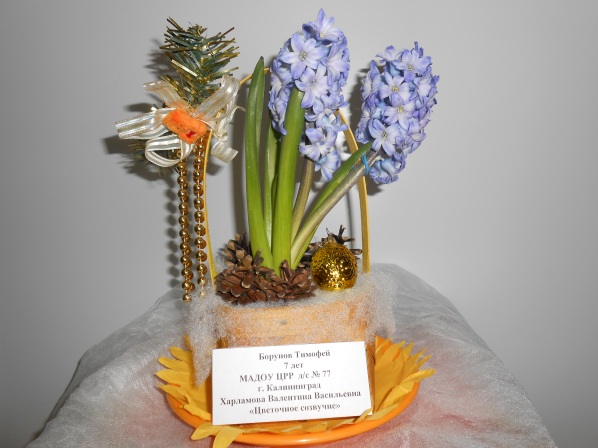 Борунов Тимофей
7 лет
МАДОУ ЦРР д/с № 77
г. Калининград
Харламова Валентина Васильевна
«Цветочное созвучие»